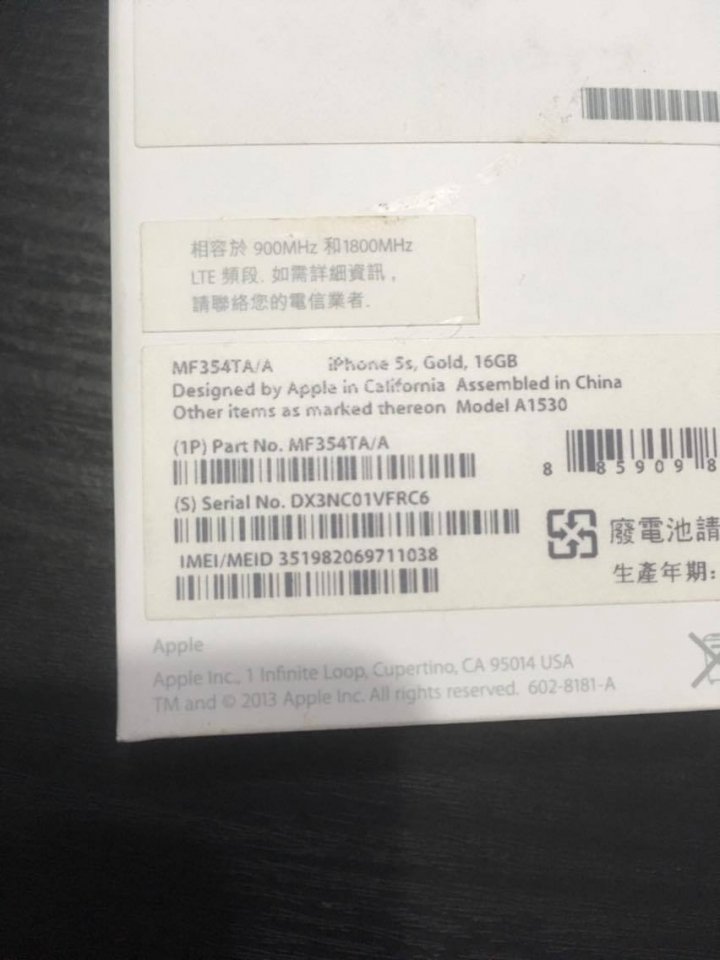 相容於 900MHz 和1800MHz
LTE 頻段. 如需詳細資訊，
請聯絡您的電信業者.
MF354TA/A iPhone 5s, Gold, 16GB
Designed by Apple in California Assembled in China
Other items as marked thereon Model A1530
(1P) Part No. MF354TA/A
8 85909 8
(S) Serial No. DX3NC01VFRC6
廢電池請
IMEI/MEID 351982069711038
生產年期:
Apple
Apple Inc., 1 Infinite Loop, Cupertino, CA 95014 USA
TM and © 2013 Apple Inc. All rights reserved. 602-8181-A